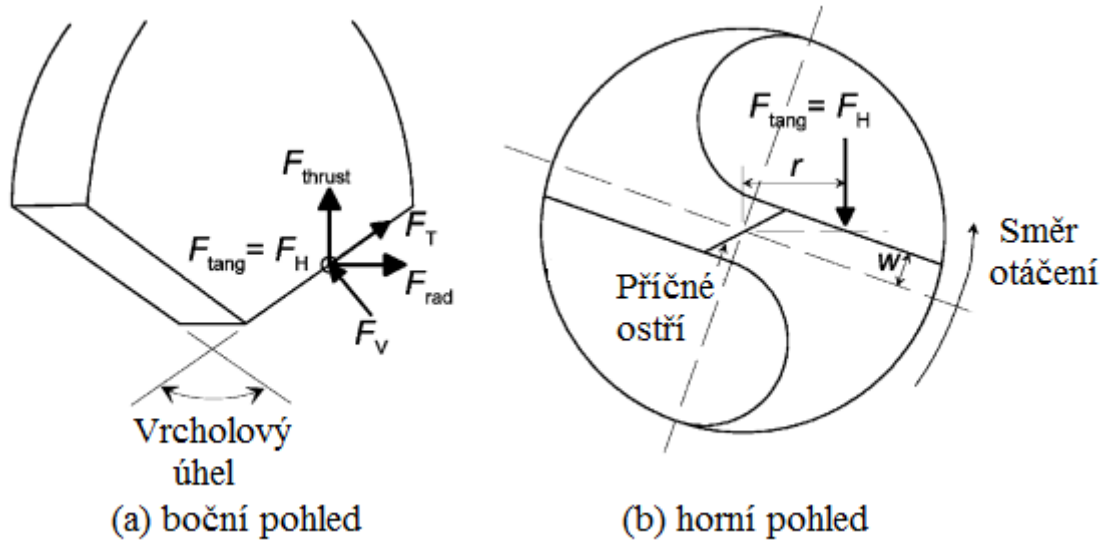 F_thrust
F_T
F_tang = F_H
F_rad
F_V
Vrcholový
úhel
(a) boční pohled
F_tang = F_H
r
w
Směr
otáčení
Příčné
ostří
(b) horní pohled